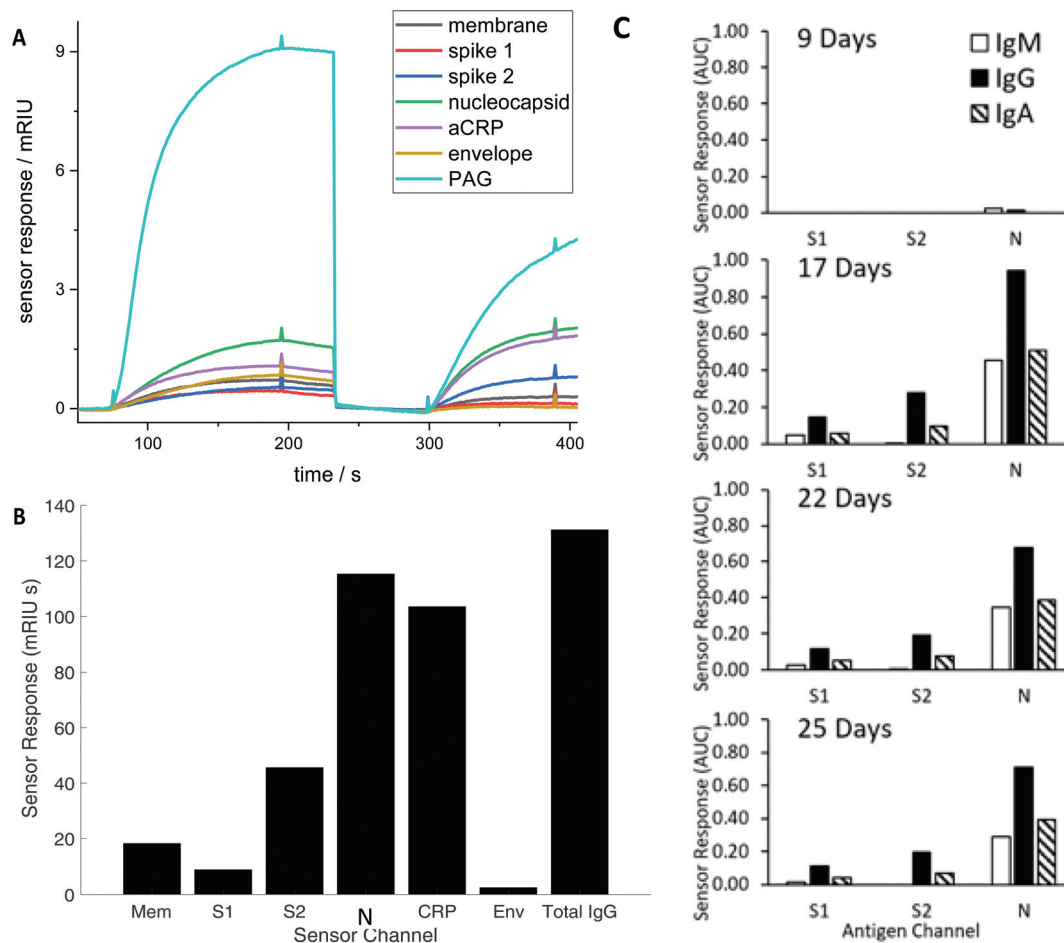 A
sensor response / mRIU
9
6
3
0
100
200
300
400
time / s
membrane
spike 1
spike 2
nucleocapsid
aCRP
envelope
PAG
B
Sensor Response (mRIU s)
140
120
100
80
60
40
20
0
Mem S1 S2 N CRP Env Total IgG
Sensor Channel
C
9 Days
IgM
IgG
IgA
Sensor Response (AUC)
1.00
0.80
0.60
0.40
0.20
0.00
S1 S2 N
17 Days
Sensor Response (AUC)
1.00
0.80
0.60
0.40
0.20
0.00
S1 S2 N
22 Days
Sensor Response (AUC)
1.00
0.80
0.60
0.40
0.20
0.00
S1 S2 N
25 Days
Sensor Response (AUC)
1.00
0.80
0.60
0.40
0.20
0.00
S1 S2 N
Antigen Channel